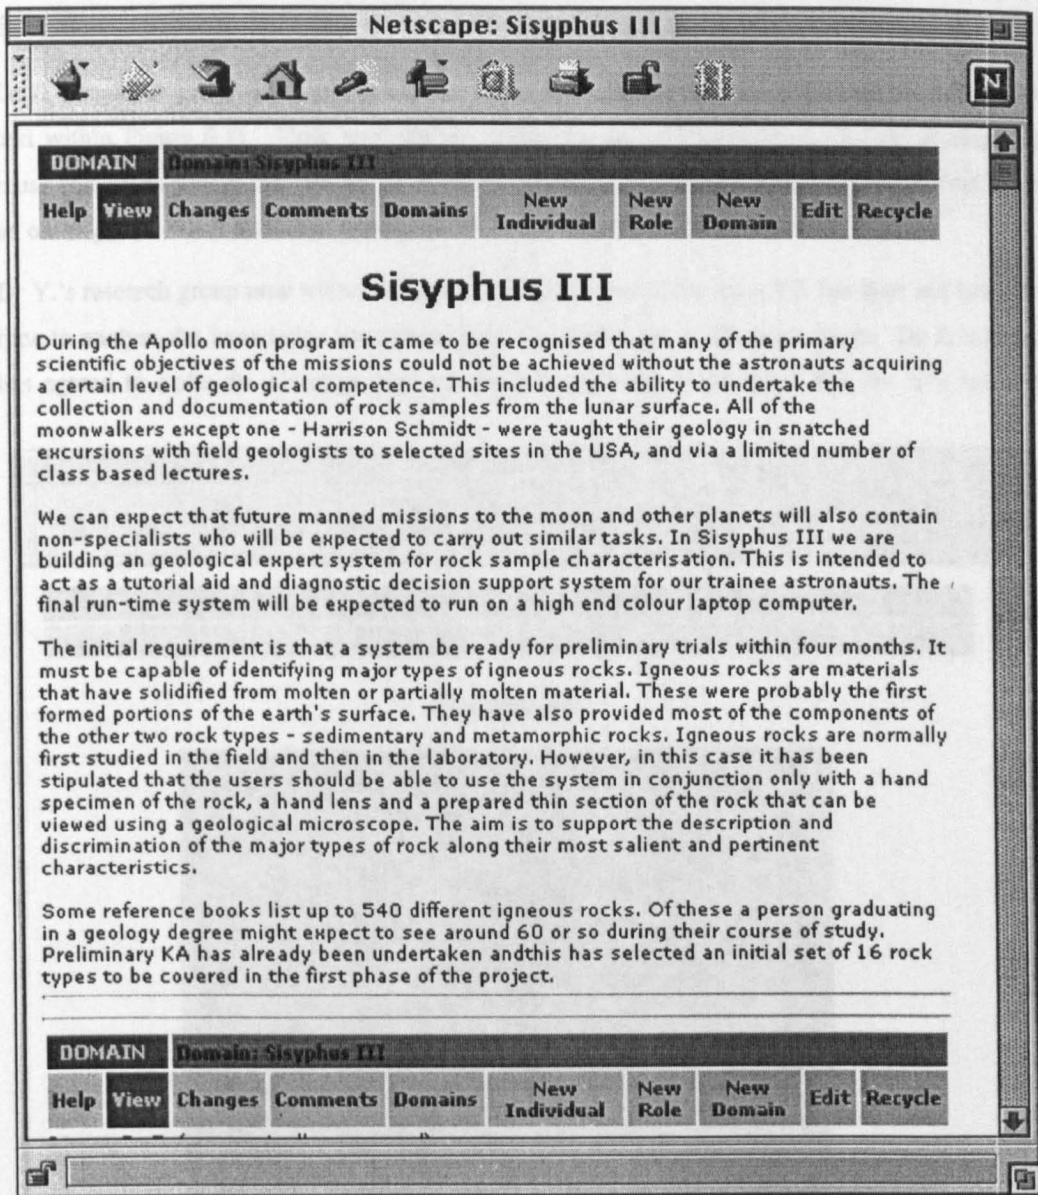 Netscape: Sisyphus III
N
DOMAIN Domain: Sisyphus III
Help View Changes Comments Domains New Individual New Role New Domain Edit Recycle
Sisyphus III
During the Apollo moon program it came to be recognised that many of the primary
scientific objectives of the missions could not be achieved without the astronauts acquiring
a certain level of geological competence. This included the ability to undertake the
collection and documentation of rock samples from the lunar surface. All of the
moonwalkers except one - Harrison Schmidt - were taught their geology in snatched
excursions with field geologists to selected sites in the USA, and via a limited number of
class based lectures.
We can expect that future manned missions to the moon and other planets will also contain
non-specialists who will be expected to carry out similar tasks. In Sisyphus III we are
building an geological expert system for rock sample characterisation. This is intended to
act as a tutorial aid and diagnostic decision support system for our trainee astronauts. The
final run-time system will be expected to run on a high end colour laptop computer.
The initial requirement is that a system be ready for preliminary trials within four months. It
must be capable of identifying major types of igneous rocks. Igneous rocks are materials
that have solidified from molten or partially molten material. These were probably the first
formed portions of the earth's surface. They have also provided most of the components of
the other two rock types - sedimentary and metamorphic rocks. Igneous rocks are normally
first studied in the field and then in the laboratory. However, in this case it has been
stipulated that the users should be able to use the system in conjunction only with a hand
specimen of the rock, a hand lens and a prepared thin section of the rock that can be
viewed using a geological microscope. The aim is to support the description and
discrimination of the major types of rock along their most salient and pertinent
characteristics.
Some reference books list up to 540 different igneous rocks. Of these a person graduating
in a geology degree might expect to see around 60 or so during their course of study.
Preliminary KA has already been undertaken andthis has selected an initial set of 16 rock
types to be covered in the first phase of the project.
DOMAIN Domain: Sisyphus III
Help View Changes Comments Domains New Individual New Role New Domain Edit Recycle